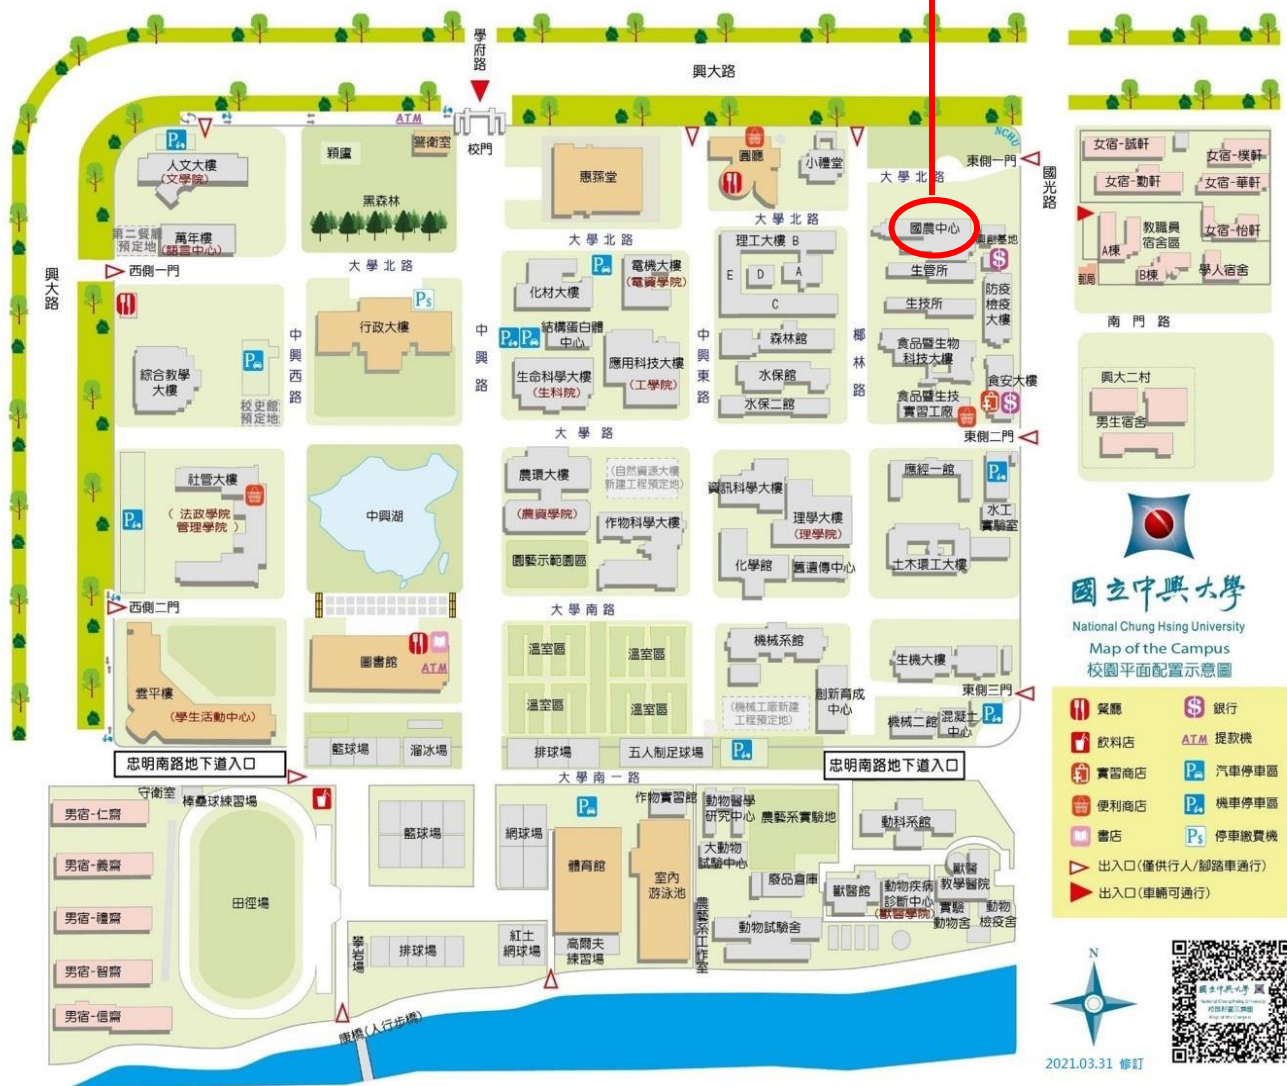 學府路
興大路
ATM
警衛室
校門
人文大樓
(文學院)
穎廬
黑森林
惠蓀堂
圓廳
小禮堂
NCHU
東側一門
大學北路
國光路
女宿-誠軒
女宿-樸軒
女宿-勤軒
女宿-華軒
女宿-怡軒
教職員
宿舍區
A棟
B棟
學人宿舍
郵局
第二餐廳
預定地
萬年樓
(語言中心)
大學北路
大學北路
大學北路
國農中心
興創基地
理工大樓 B
E
D
A
C
生管所
生技所
防疫
檢疫
大樓
西側一門
興大路
電機大樓
(電資學院)
化材大樓
行政大樓
結構蛋白體
中心
森林館
水保館
水保二館
食品暨生物
科技大樓
食品暨生技
實習工廠
食安大樓
東側二門
南門路
興大二村
男生宿舍
中興西路
中興路
中興東路
椰林路
綜合教學
大樓
校史館
預定地
生命科學大樓
(生科院)
應用科技大樓
(工學院)
大學路
社管大樓
( 法政學院
管理學院 )
中興湖
農環大樓
(農資學院)
(自然資源大樓
新建工程預定地)
作物科學大樓
園藝示範園區
資訊科學大樓
理學大樓
(理學院)
化學館
舊遺傳中心
應經一館
水工
實驗室
土木環工大樓
西側二門
大學南路
雲平樓
(學生活動中心)
圖書館
ATM
溫室區
溫室區
溫室區
溫室區
機械系館
(機械工廠新建
工程預定地)
創新育成
中心
生機大樓
東側三門
機械二館
混凝土
中心
籃球場
溜冰場
排球場
五人制足球場
忠明南路地下道入口
大學南一路
忠明南路地下道入口
守衛室
棒壘球練習場
男宿-仁齋
男宿-義齋
男宿-禮齋
男宿-智齋
男宿-信齋
田徑場
籃球場
網球場
排球場
攀岩場
紅土
網球場
體育館
高爾夫
練習場
作物實習館
室內
游泳池
動物醫學
研究中心
大動物
試驗中心
農藝系實驗地
廢品倉庫
動物試驗舍
農藝系工作室
動科系館
獸醫館
動物疾病
診斷中心
(獸醫學院)
獸醫
教學醫院
實驗
動物舍
動物
檢疫舍
康橋(人行步橋)
國立中興大學
National Chung Hsing University
Map of the Campus
校園平面配置示意圖
餐廳
銀行
飲料店
ATM 提款機
實習商店
汽車停車區
便利商店
機車停車區
書店
停車繳費機
出入口(僅供行人/腳踏車通行)
出入口(車輛可通行)
N
2021.03.31 修訂
國立中興大學